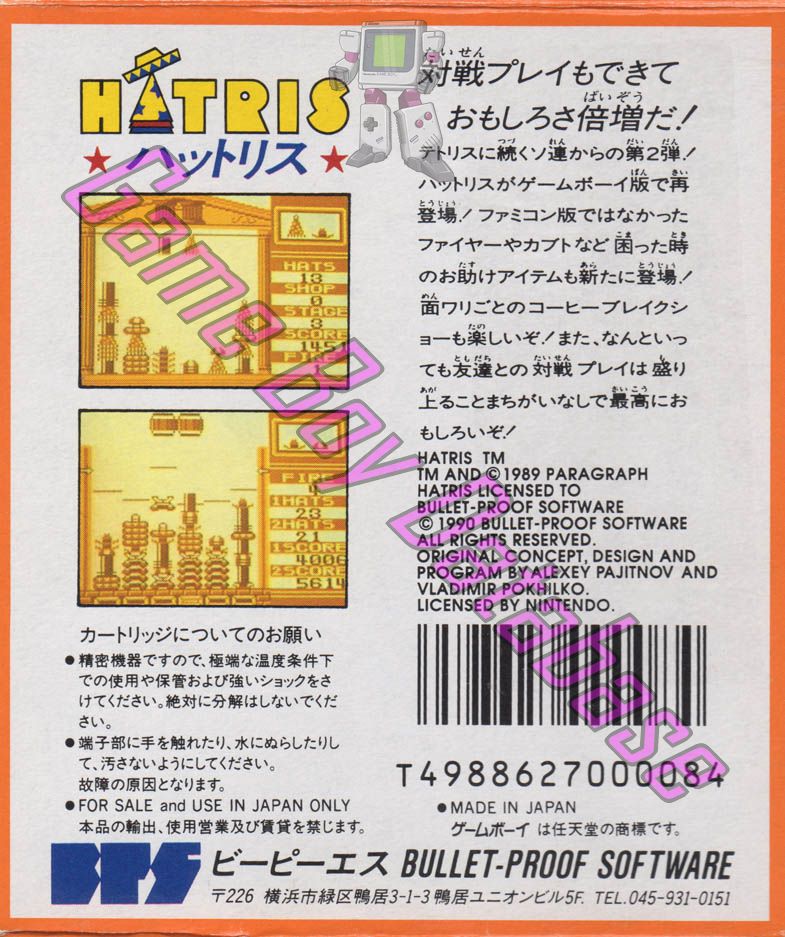 HATRIS
ハットリス
HATS
13
SHOP
0
STAGE
3
SCORE
145
FIRE
1
FIRE
4
1HATS
23
2HATS
21
1SCORE
4006
2SCORE
5614
カートリッジについてのお願い
●精密機器ですので、極端な温度条件下
での使用や保管および強いショックをさ
けてください。絶対に分解はしないでくだ
さい。
●端子部に手を触れたり、水にぬらしたりし
て、汚さないようにしてください。
故障の原因となります。
●FOR SALE and USE IN JAPAN ONLY
本品の輸出、使用営業及び賃貸を禁じます。
対戦プレイもできて
おもしろさ倍増だ!
テトリスに続くソ連からの第2弾!
ハットリスがゲームボーイ版で再
登場!ファミコン版ではなかった
ファイヤーやカブトなど困った時
のお助けアイテムも新たに登場!
面ワリごとのコーヒーブレイクシ
ョーも楽しいぞ!また、なんといっ
ても友達との対戦プレイは盛り
上ることまちがいなしで最高にお
もしろいぞ!
HATRIS TM
TM AND ©1989 PARAGRAPH
HATRIS LICENSED TO
BULLET-PROOF SOFTWARE
© 1990 BULLET-PROOF SOFTWARE
ALL RIGHTS RESERVED.
ORIGINAL CONCEPT, DESIGN AND
PROGRAM BY ALEXEY PAJITNOV AND
VLADIMIR POKHILKO.
LICENSED BY NINTENDO.
T4988627000084
●MADE IN JAPAN
ゲームボーイ は任天堂の商標です。
BPS ビーピーエス BULLET-PROOF SOFTWARE
〒226 横浜市緑区鴨居3-1-3 鴨居ユニオンビル5F. TEL.045-931-0151
Game Boy Database